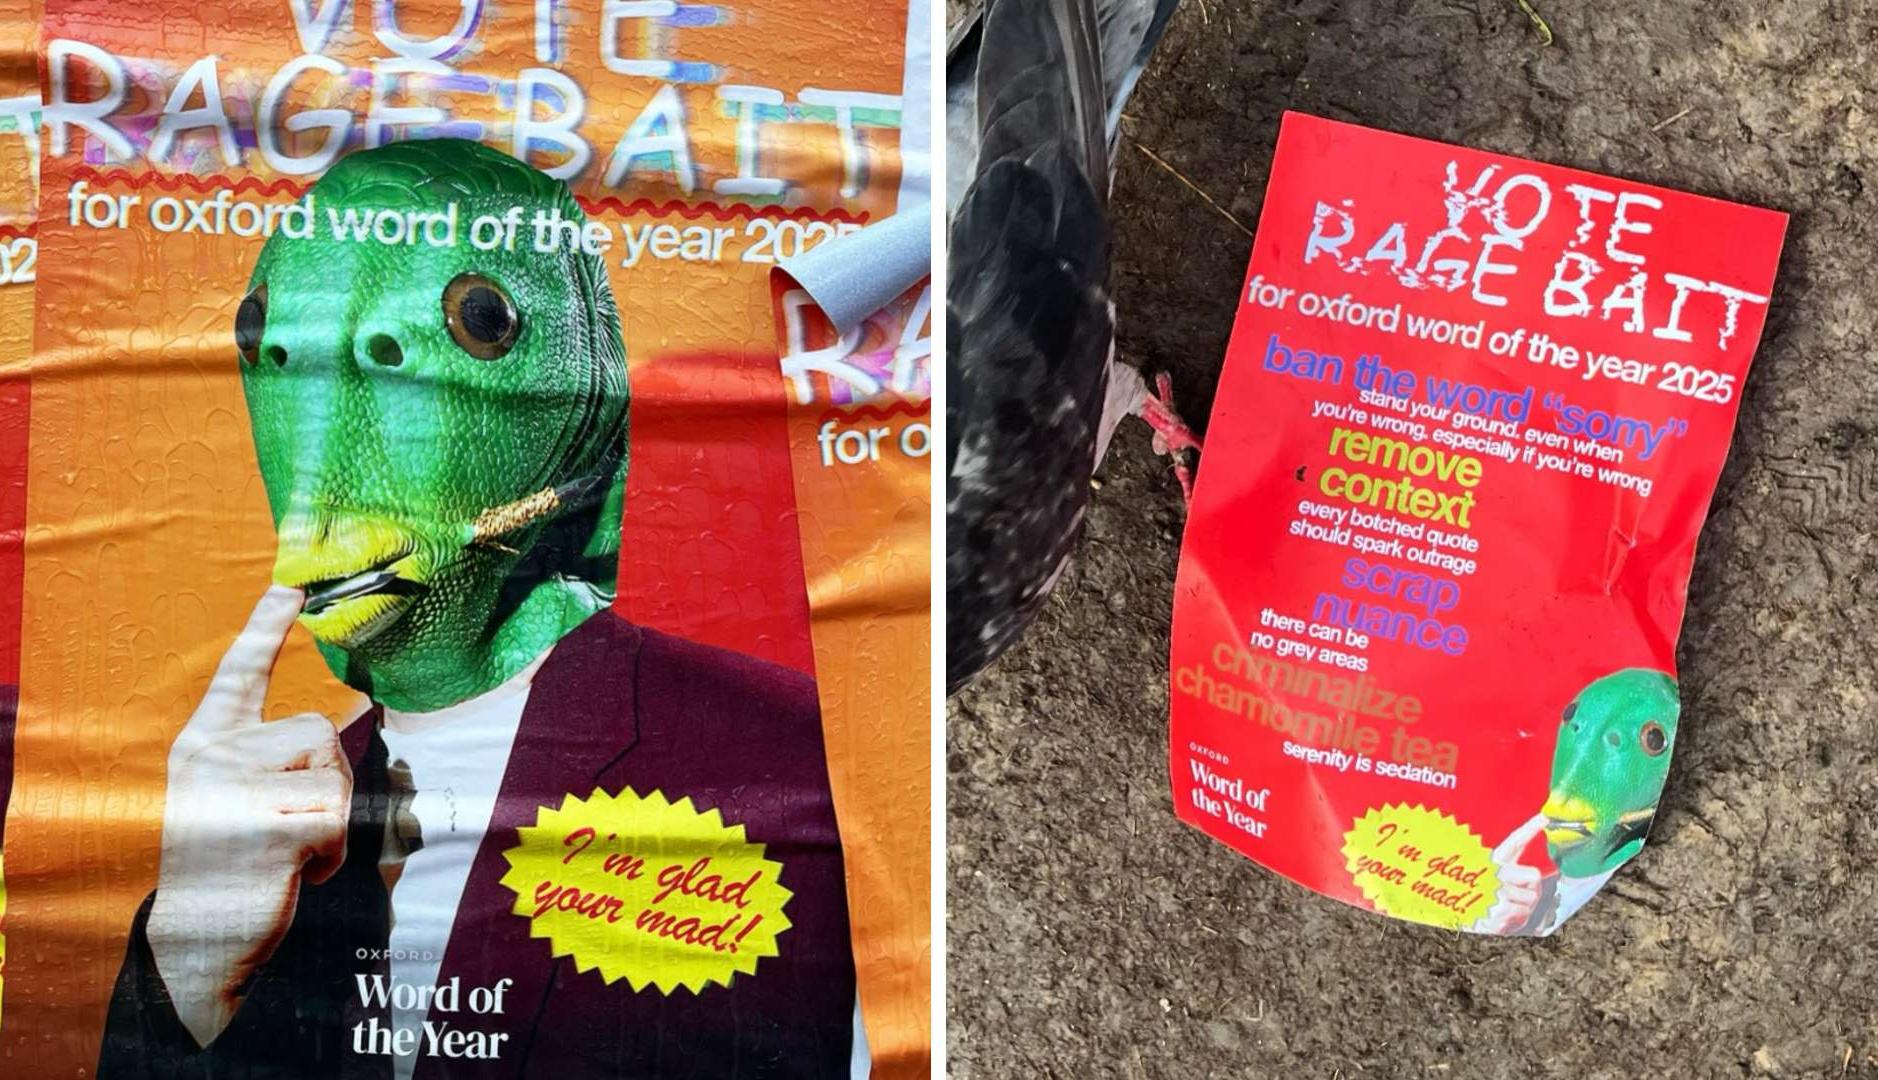 VOTE
RAGE BAIT
for oxford word of the year 2025
RA
for o
02
I'm glad
your mad!
OXFORD
Word of
the Year
VOTE
RAGE BAIT
for oxford word of the year 2025
ban the word “sorry”
stand your ground, even when
you're wrong, especially if you're wrong
remove
context
every botched quote
should spark outrage
scrap
nuance
there can be
no grey areas
criminalize
chamomile tea
serenity is sedation
OXFORD
Word of
the Year
I'm glad
your mad!